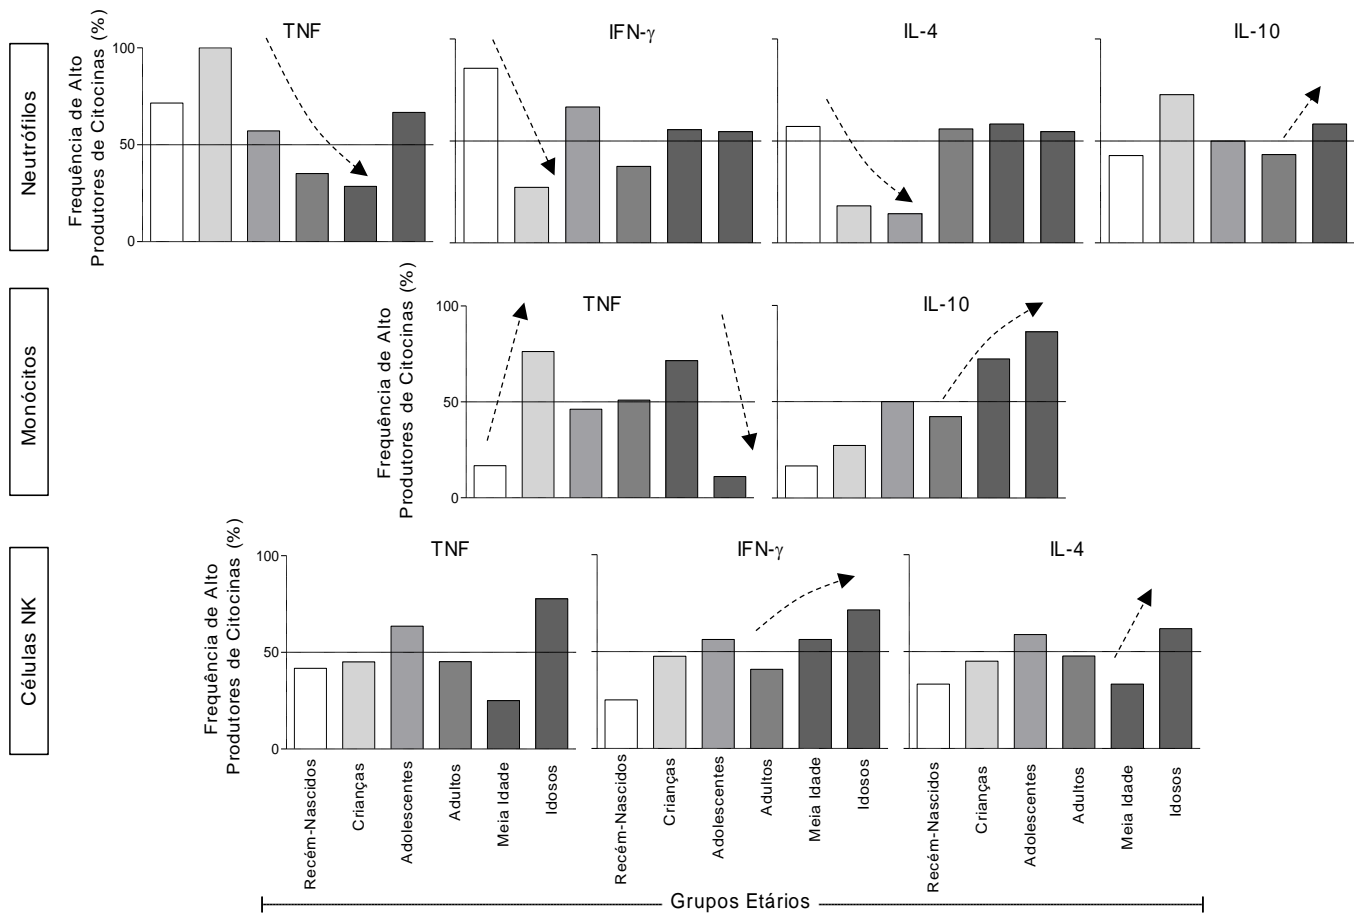 Neutrófilos
Frequência de Alto
Produtores de Citocinas (%)
TNF
IFN-γ
IL-4
IL-10
100
50
0
Monócitos
Frequência de Alto
Produtores de Citocinas (%)
TNF
IL-10
100
50
0
Células NK
Frequência de Alto
Produtores de Citocinas (%)
TNF
IFN-γ
IL-4
100
50
0
Recém-Nascidos
Crianças
Adolescentes
Adultos
Meia Idade
Idosos
Recém-Nascidos
Crianças
Adolescentes
Adultos
Meia Idade
Idosos
Recém-Nascidos
Crianças
Adolescentes
Adultos
Meia Idade
Idosos
Grupos Etários